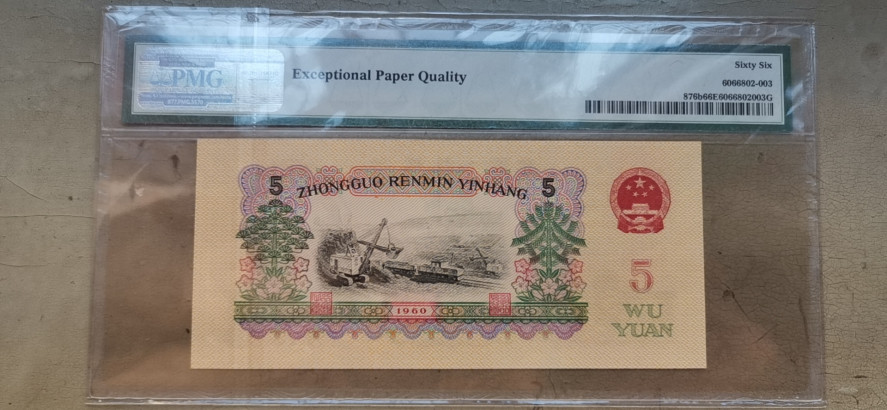 PMG
Exceptional Paper Quality
Sixty Six
6066802-003
876b66E6066802003G
5 ZHONGGUO RENMIN YINHANG 5
5
WU
YUAN
1960